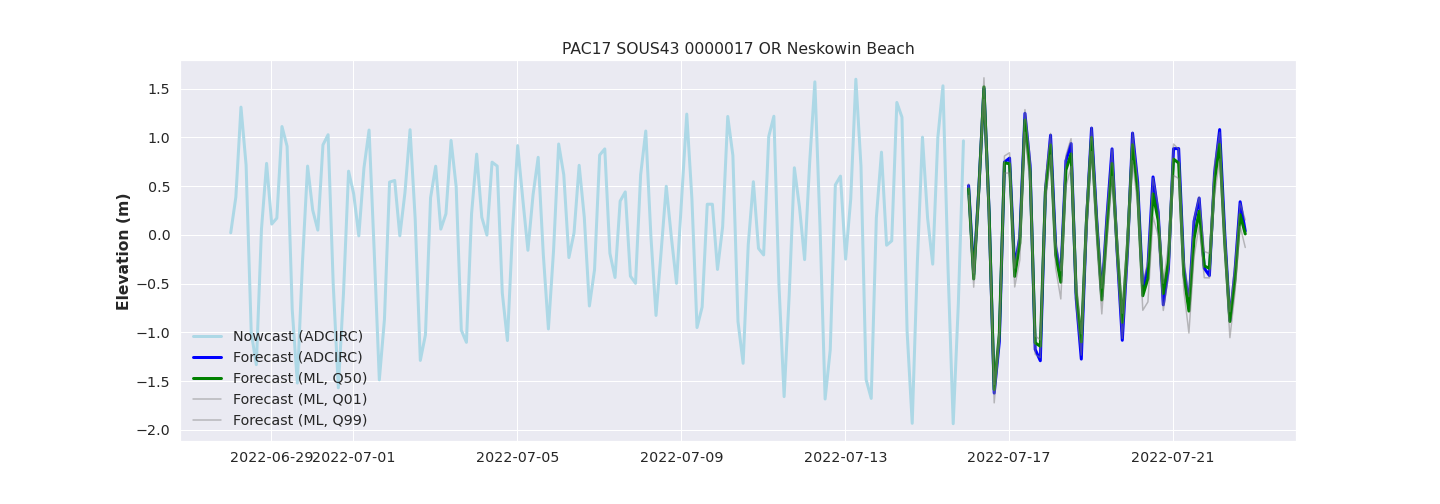 PAC17 SOUS43 0000017 OR Neskowin Beach
Elevation (m)
1.5
1.0
0.5
0.0
−0.5
−1.0
−1.5
−2.0
Nowcast (ADCIRC)
Forecast (ADCIRC)
Forecast (ML, Q50)
Forecast (ML, Q01)
Forecast (ML, Q99)
2022-06-29 2022-07-01 2022-07-05 2022-07-09 2022-07-13 2022-07-17 2022-07-21